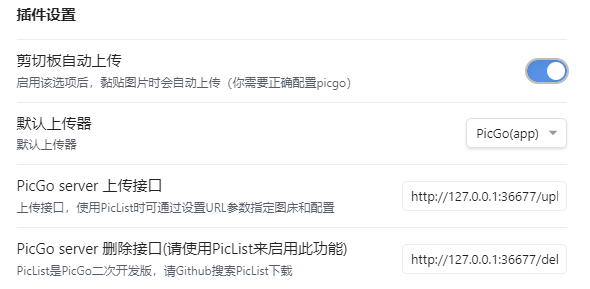 插件设置
剪切板自动上传
启用该选项后，黏贴图片时会自动上传（你需要正确配置picgo）
默认上传器
默认上传器
PicGo(app)
PicGo server 上传接口
上传接口，使用PicList时可通过设置URL参数指定图床和配置
http://127.0.0.1:36677/upl
PicGo server 删除接口(请使用PicList来启用此功能)
PicList是PicGo二次开发版，请Github搜索PicList下载
http://127.0.0.1:36677/del